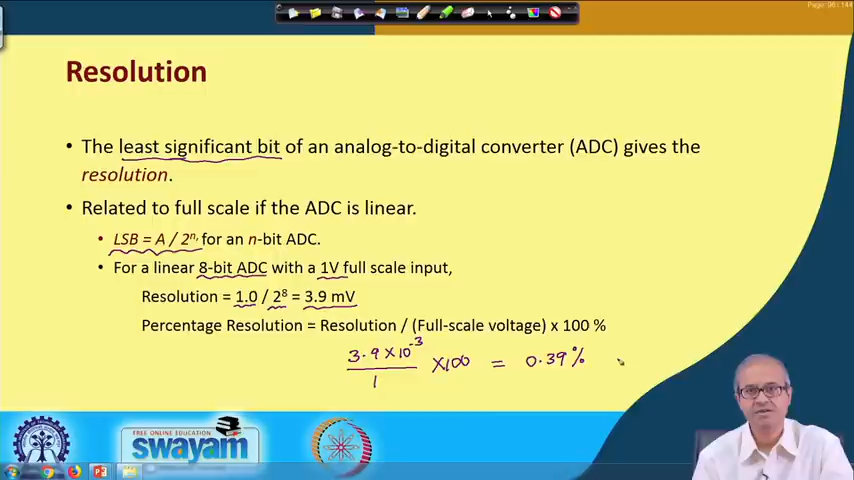 Page: 96 / 144
Resolution
• The least significant bit of an analog-to-digital converter (ADC) gives the
resolution.
• Related to full scale if the ADC is linear.
• LSB = A / 2ⁿ, for an n-bit ADC.
• For a linear 8-bit ADC with a 1V full scale input,
Resolution = 1.0 / 2⁸ = 3.9 mV
Percentage Resolution = Resolution / (Full-scale voltage) x 100 %
3.9 × 10⁻³
/ 1 × 100 = 0.39%
FREE ONLINE EDUCATION
swayam